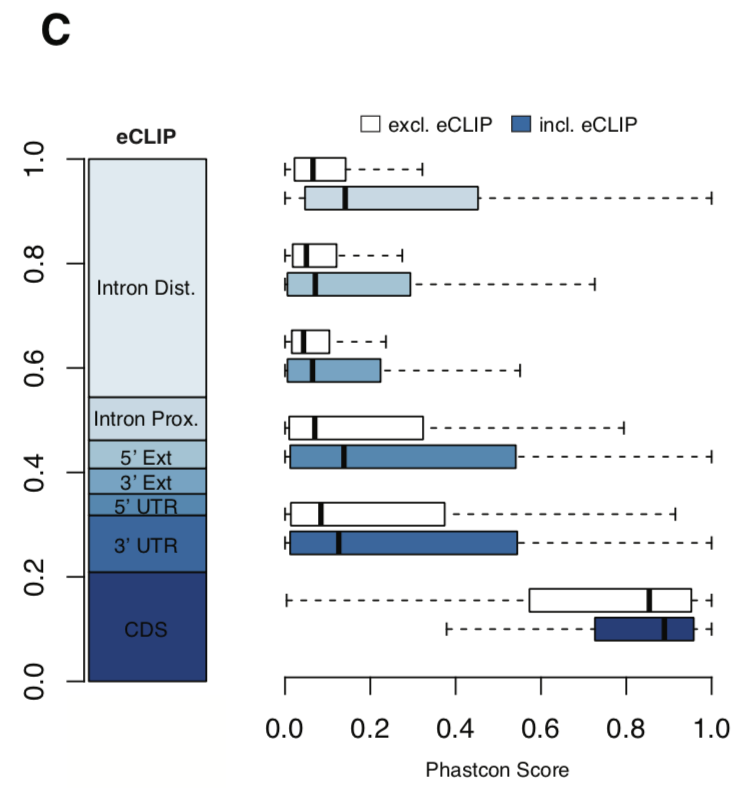 C
eCLIP
excl. eCLIP
incl. eCLIP
1.0
0.8
0.6
0.4
0.2
0.0
Intron Dist.
Intron Prox.
5’ Ext
3’ Ext
5’ UTR
3’ UTR
CDS
0.0 0.2 0.4 0.6 0.8 1.0
Phastcon Score